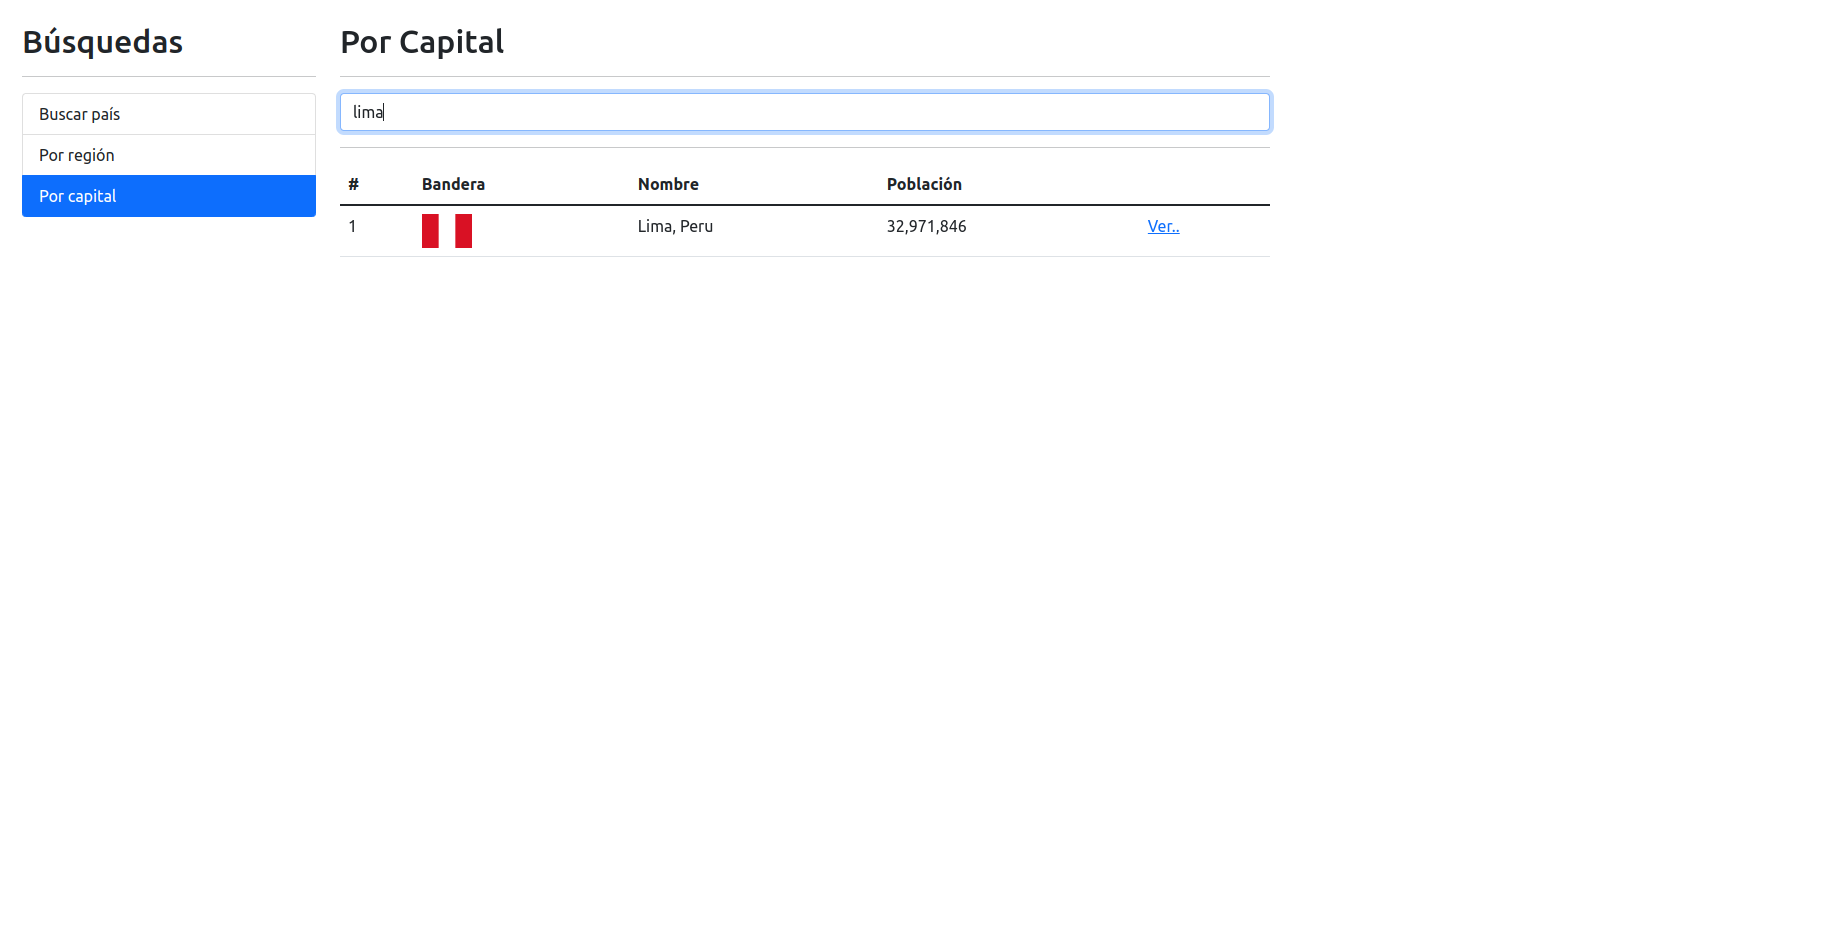 Búsquedas
Buscar país
Por región
Por capital
Por Capital
lima
# Bandera Nombre Población
1 Lima, Peru 32,971,846 Ver..